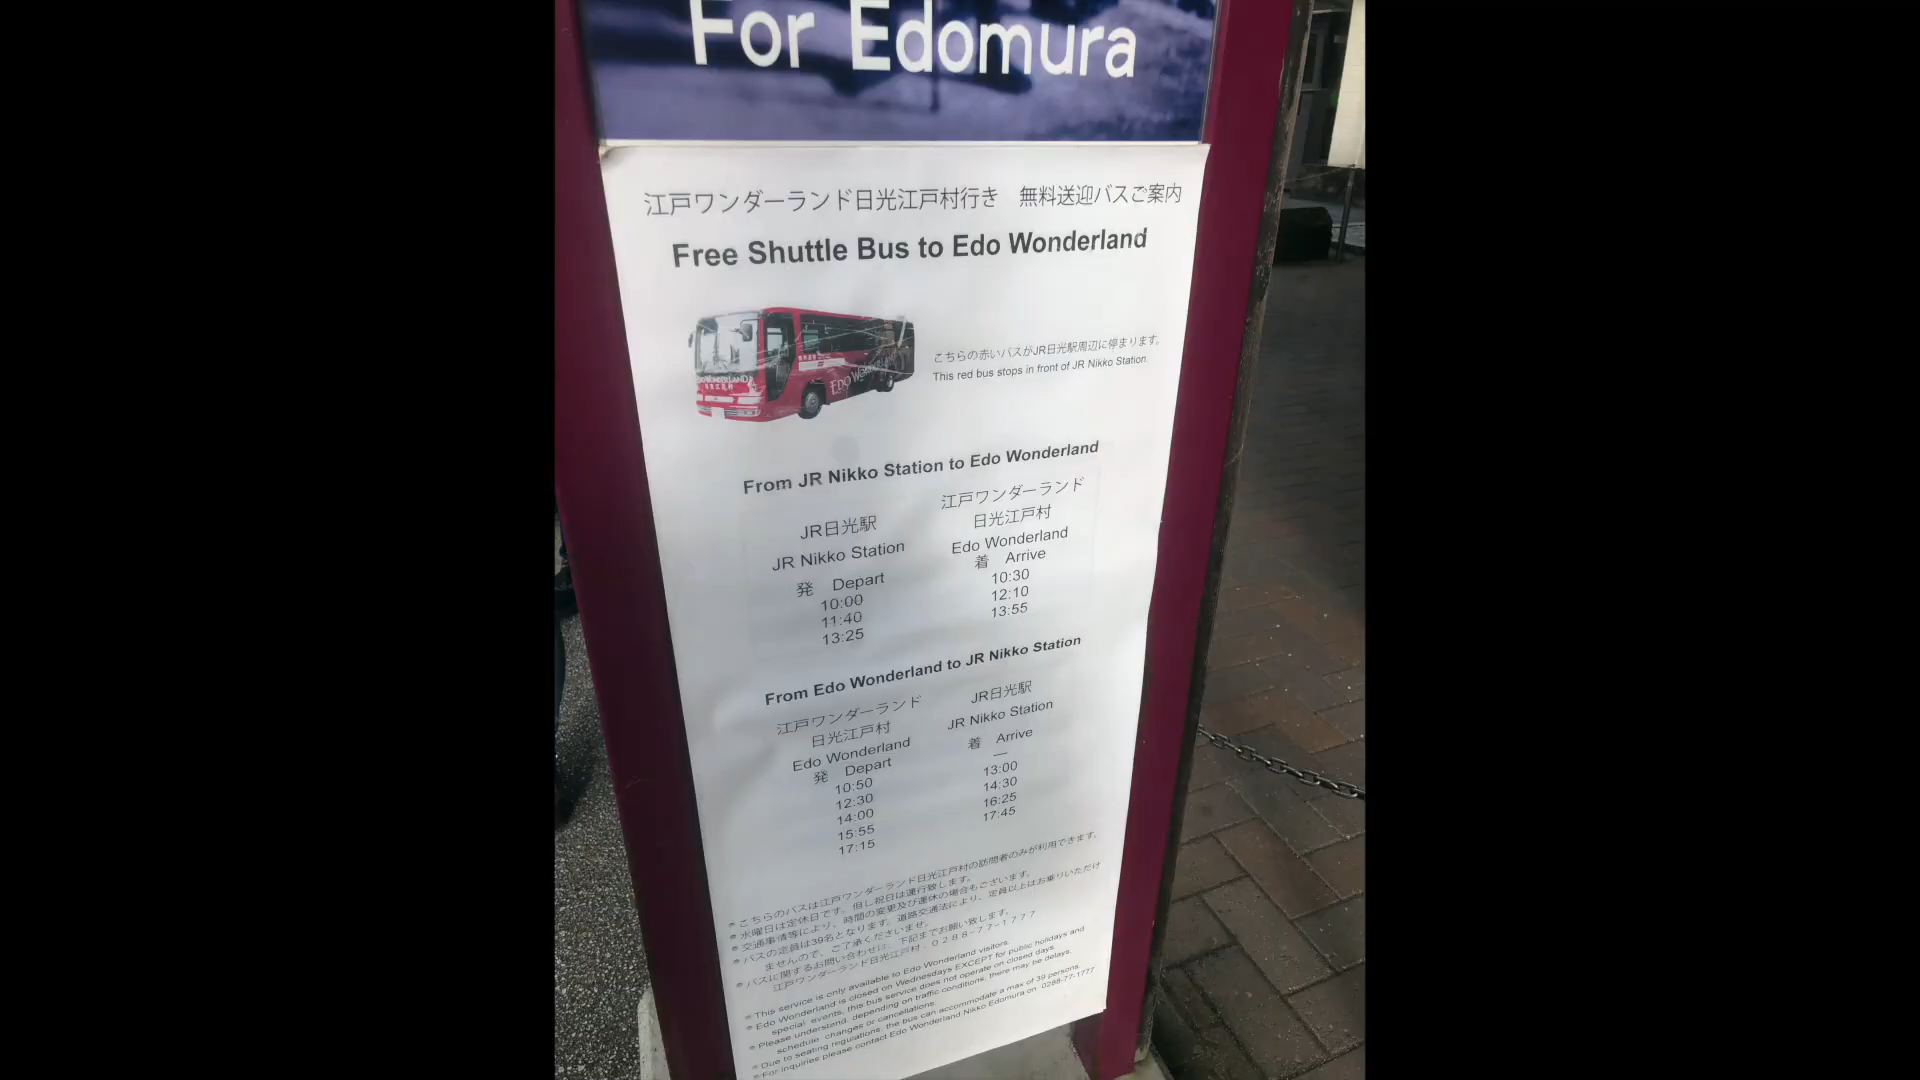 For Edomura
江戸ワンダーランド日光江戸村行き　無料送迎バスご案内
Free Shuttle Bus to Edo Wonderland
こちらの赤いバスがJR日光駅周辺に停まります。
This red bus stops in front of JR Nikko Station.
EDO WONDERLAND
From JR Nikko Station to Edo Wonderland
JR日光駅
JR Nikko Station
発　Depart
10:00
11:40
13:25
江戸ワンダーランド
日光江戸村
Edo Wonderland
着　Arrive
10:30
12:10
13:55
From Edo Wonderland to JR Nikko Station
江戸ワンダーランド
日光江戸村
Edo Wonderland
発　Depart
10:50
12:30
14:00
15:55
17:15
JR日光駅
JR Nikko Station
着　Arrive
—
13:00
14:30
16:25
17:45
＊こちらのバスは江戸ワンダーランド日光江戸村の訪問者のみが利用できます。
＊水曜日は定休日です。但し祝日は運行致します。
＊交通事情等により、時間の変更及び運休の場合もございます。
＊バスの定員は39名となります。道路交通法により、定員以上はお乗りいただけ
ませんので、ご了承くださいませ。
＊バスに関するお問い合わせは、下記までお願い致します。
江戸ワンダーランド日光江戸村：０２８８−７７−１７７７
＊This service is only available to Edo Wonderland visitors.
＊Edo Wonderland is closed on Wednesdays EXCEPT for public holidays and
special events, this bus service does not operate on closed days.
＊Please understand, depending on traffic conditions, there may be delays,
schedule changes or cancellations.
＊Due to seating regulations, the bus can accommodate a max of 39 persons.
＊For inquiries please contact Edo Wonderland Nikko Edomura on: 0288-77-1777